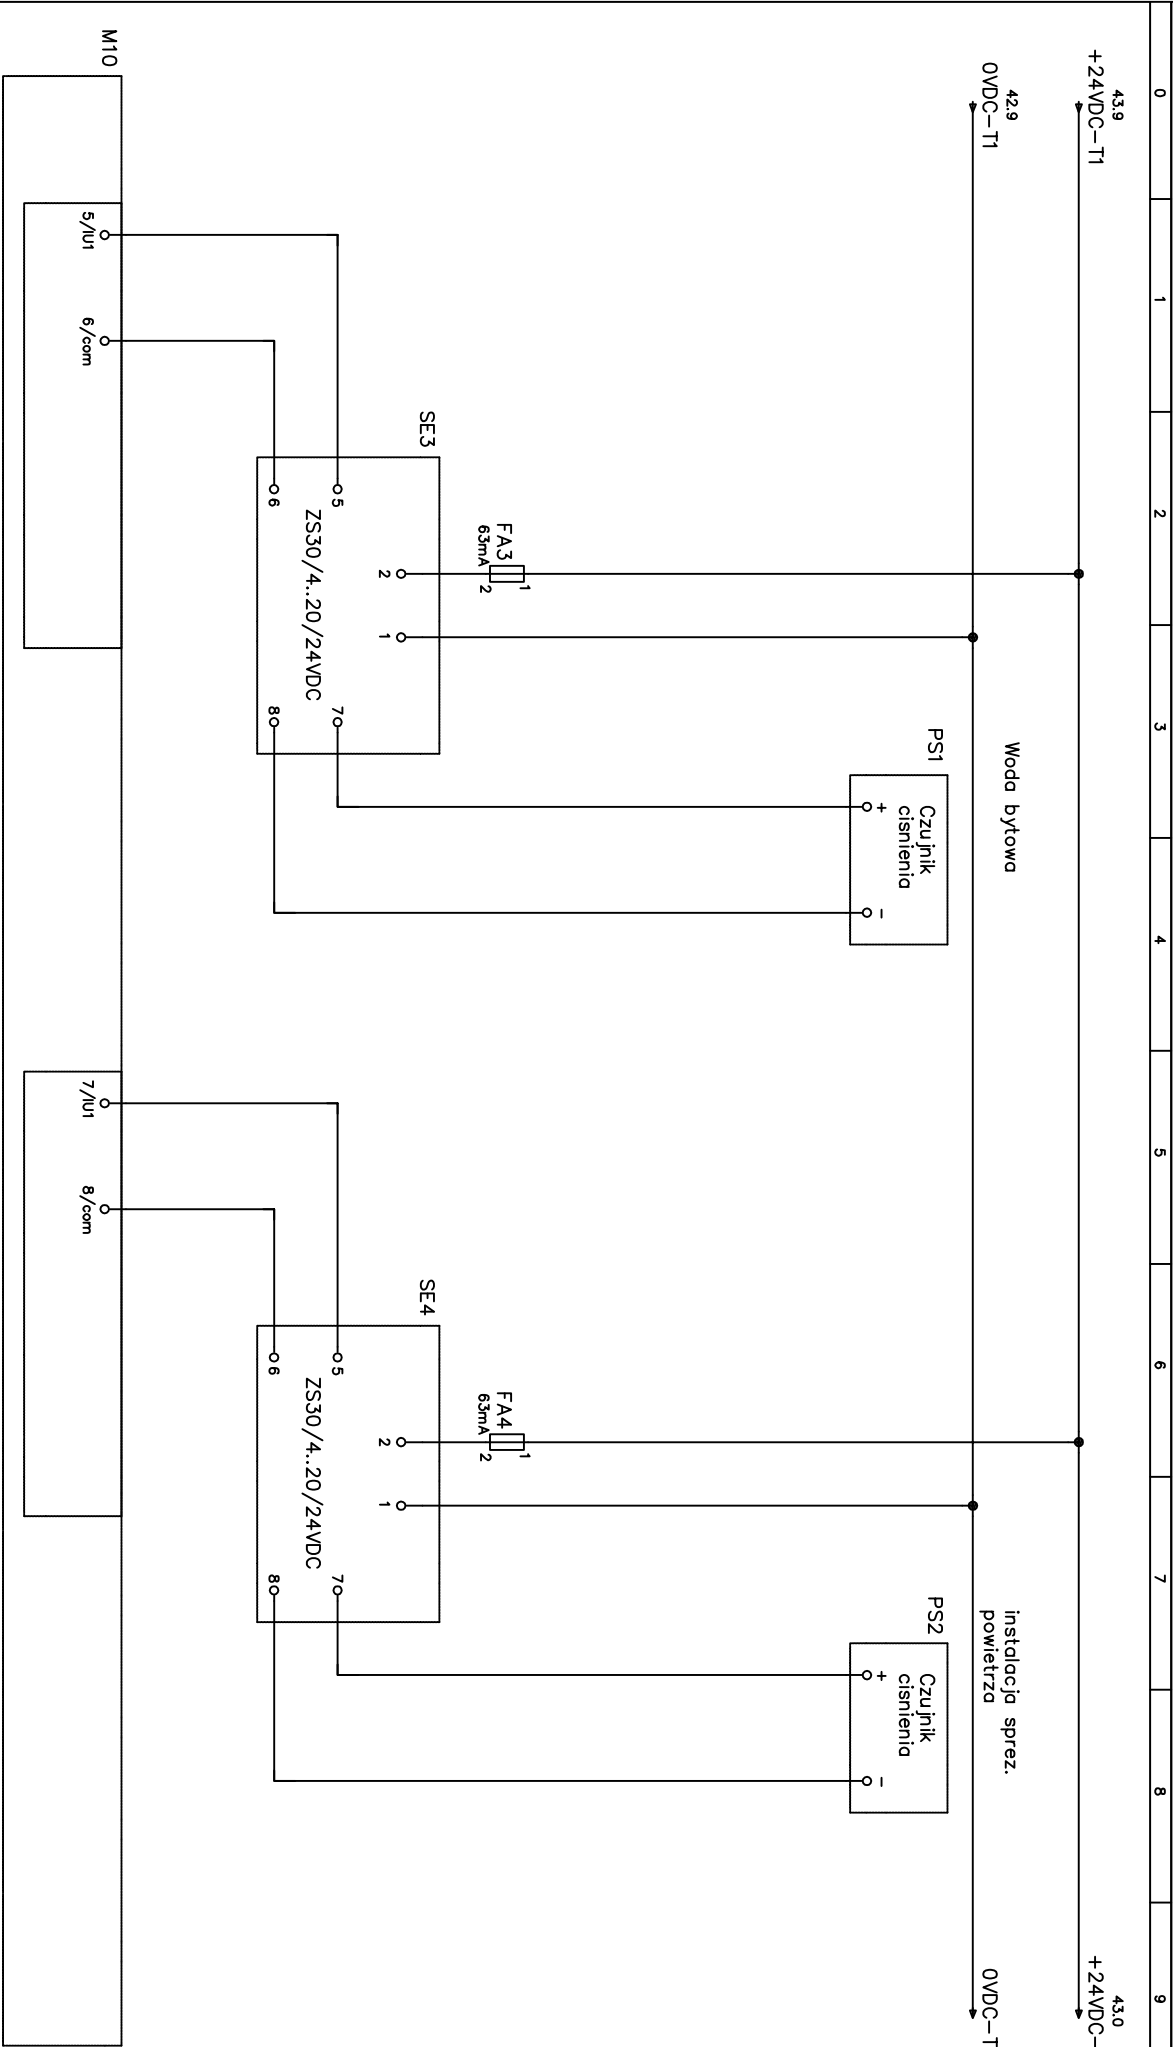 0
1
2
3
4
5
6
7
8
9
43.9
+24VDC-T1
43.0
+24VDC-
42.9
0VDC-T1
0VDC-T
Woda bytowa
instalacja sprez.
powietrza
PS1
Czujnik
cisnienia
+
-
PS2
Czujnik
cisnienia
+
-
FA3
63mA
1
2
FA4
63mA
1
2
SE3
2
1
5
7
ZS30/4..20/24VDC
6
8
SE4
2
1
5
7
ZS30/4..20/24VDC
6
8
M10
5/IU1
6/com
7/IU1
8/com